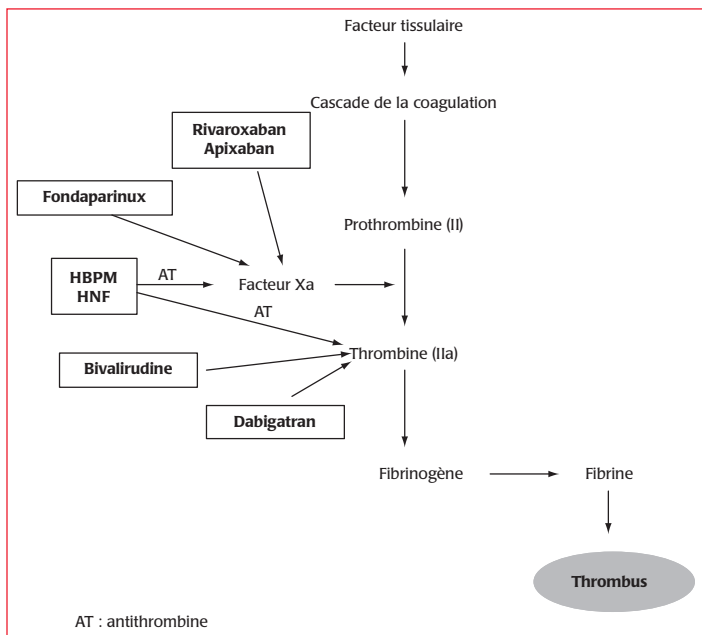 Facteur tissulaire
Cascade de la coagulation
Rivaroxaban
Apixaban
Fondaparinux
Prothrombine (II)
HBPM
HNF
AT
Facteur Xa
AT
Thrombine (IIa)
Bivalirudine
Dabigatran
Fibrinogène
Fibrine
Thrombus
AT : antithrombine